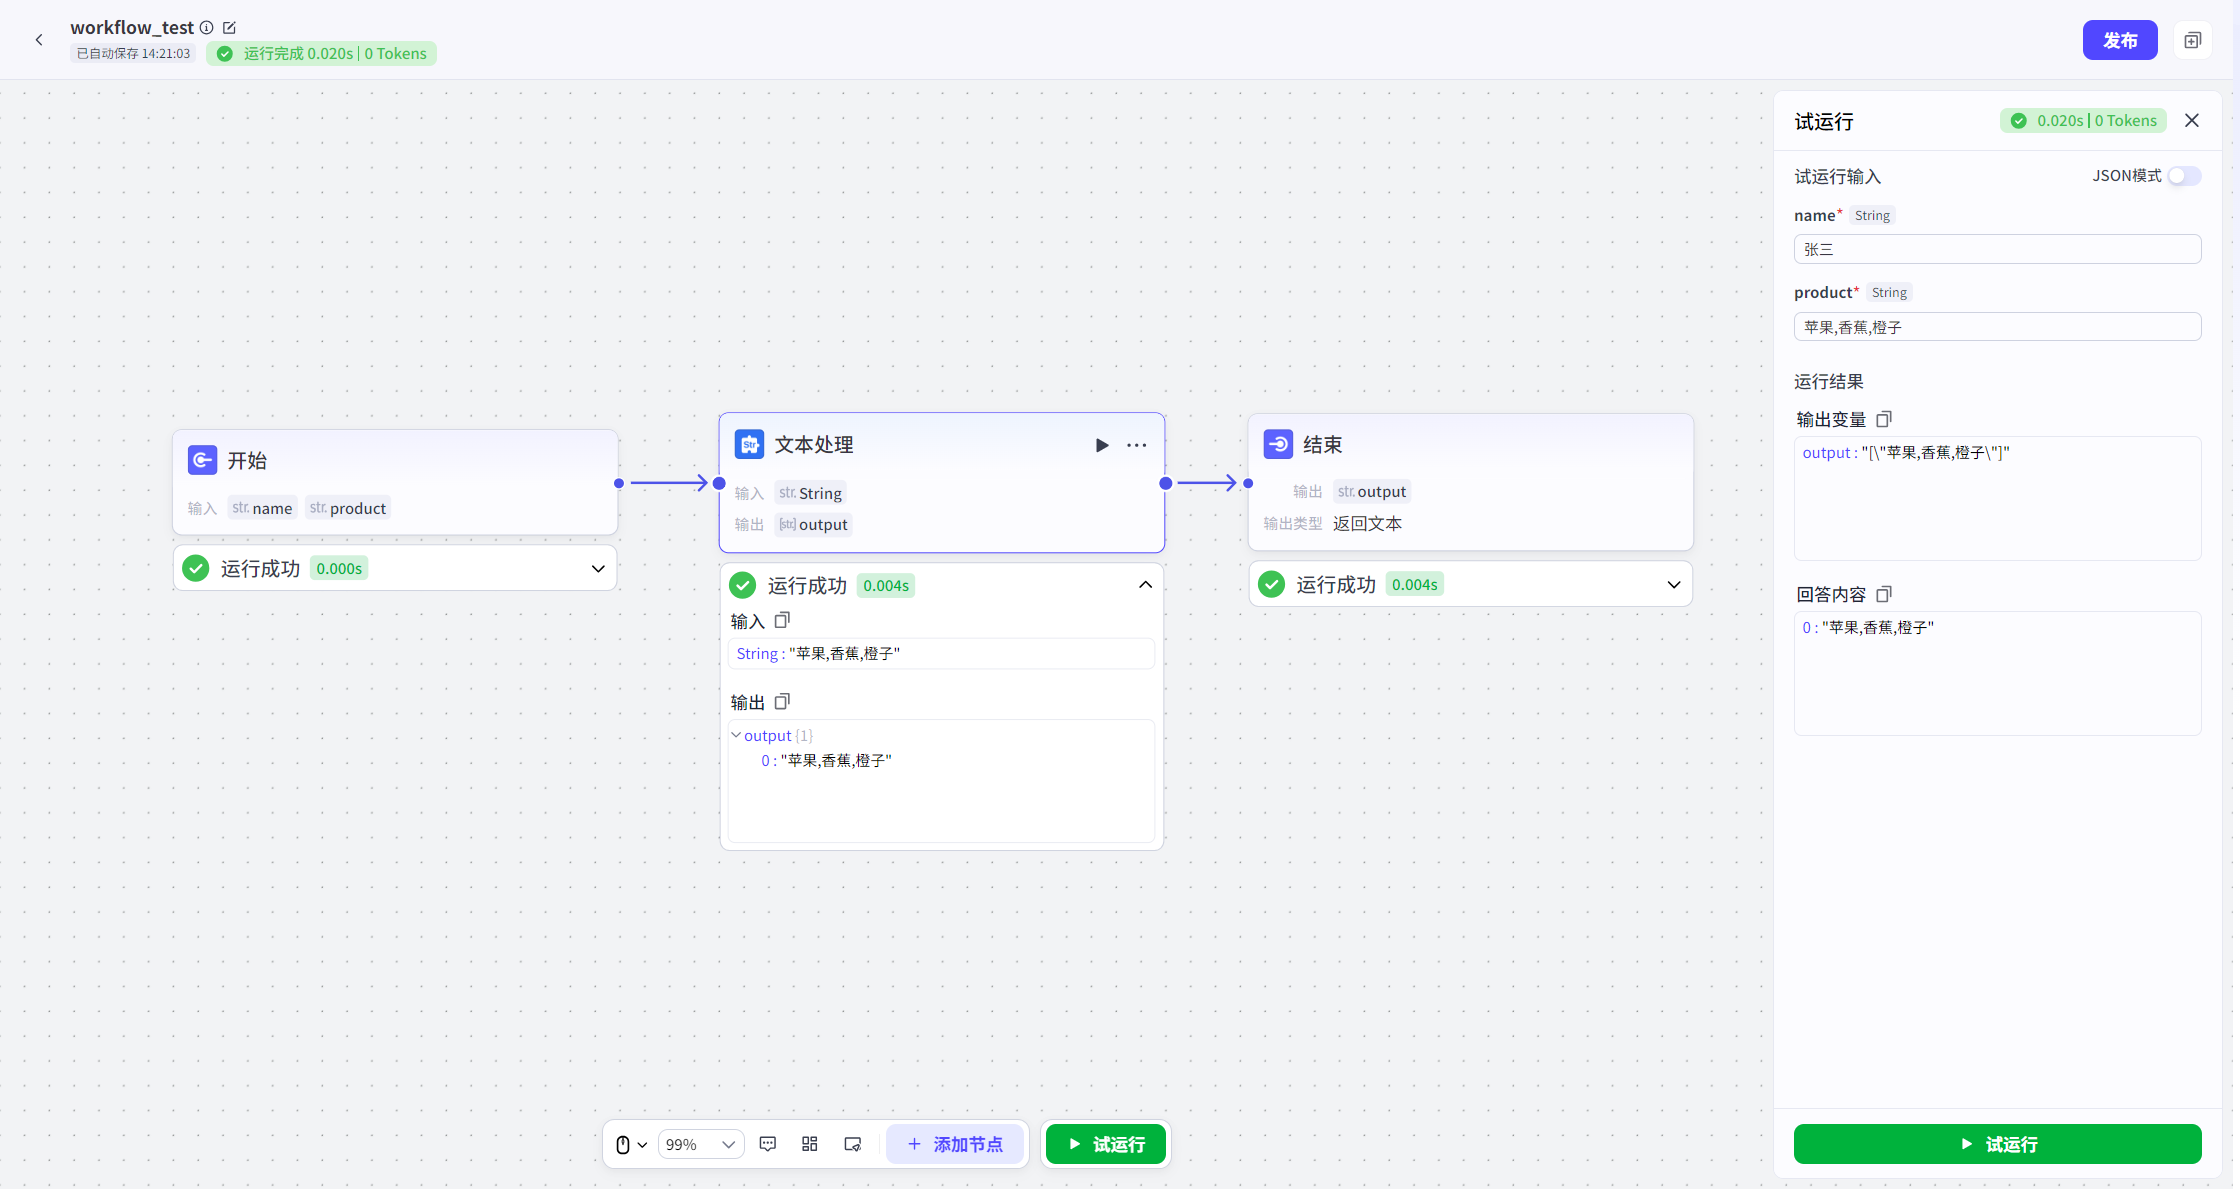 workflow_test
已自动保存 14:21:03
运行完成 0.020s | 0 Tokens
发布
开始
输入 str. name str. product
运行成功 0.000s
Str
文本处理
输入 str. String
输出 [str] output
运行成功 0.004s
输入
String : "苹果,香蕉,橙子"
输出
output {1}
0 : "苹果,香蕉,橙子"
结束
输出 str. output
输出类型 返回文本
运行成功 0.004s
99%
添加节点
试运行
试运行
0.020s | 0 Tokens
试运行输入
JSON模式
name* String
张三
product* String
苹果,香蕉,橙子
运行结果
输出变量
output : "[\"苹果,香蕉,橙子\"]"
回答内容
0 : "苹果,香蕉,橙子"
试运行